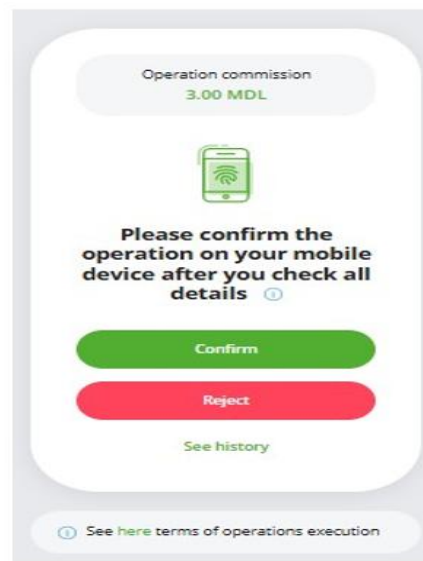 Operation commission
3.00 MDL
Please confirm the
operation on your mobile
device after you check all
details
Confirm
Reject
See history
See here terms of operations execution